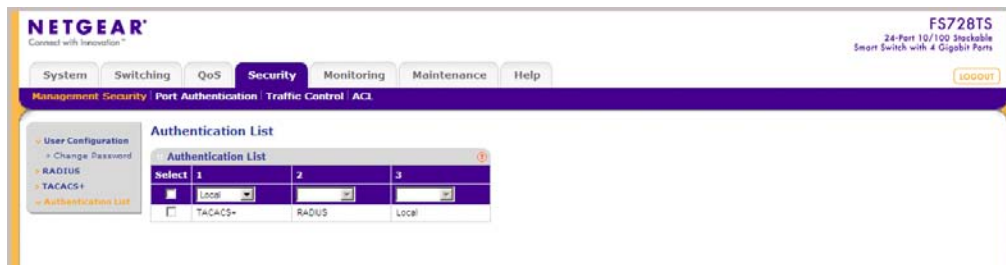 NETGEAR
Connect with Innovation™
FS728TS
24-Port 10/100 Stackable
Smart Switch with 4 Gigabit Ports
System Switching QoS Security Monitoring Maintenance Help
LOGOUT
Management Security Port Authentication Traffic Control ACL
User Configuration
Change Password
RADIUS
TACACS+
Authentication List
Authentication List
Authentication List
Select 1 2 3
Local
TACACS+ RADIUS Local